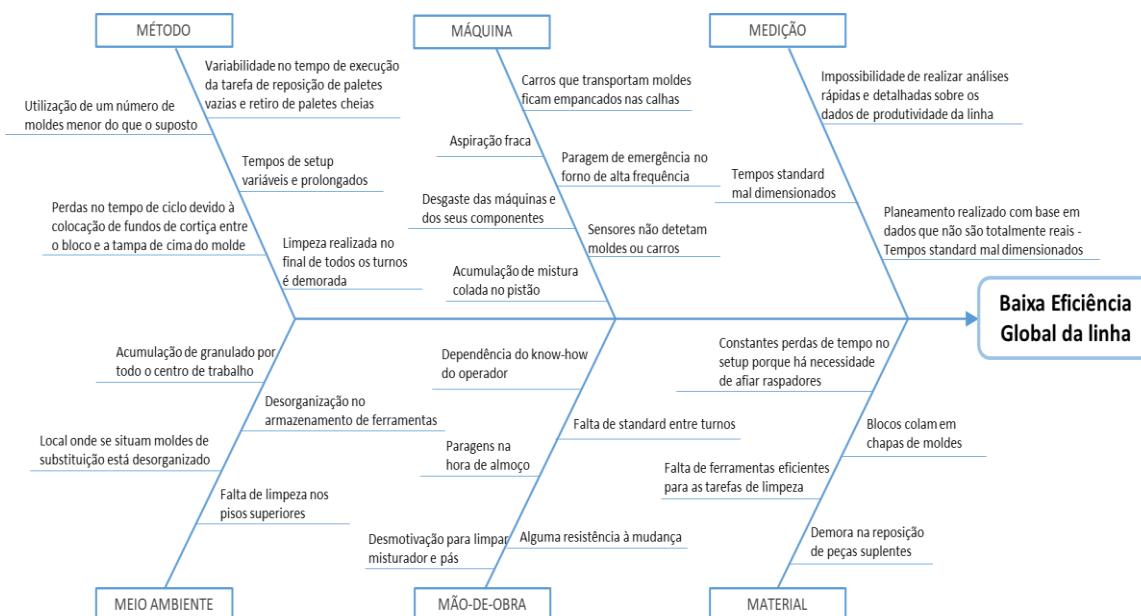 MÉTODO
MÁQUINA
MEDIÇÃO
Variabilidade no tempo de execução
da tarefa de reposição de paletes
vazias e retiro de paletes cheias
Utilização de um número de
moldes menor do que o suposto
Tempos de setup
variáveis e prolongados
Perdas no tempo de ciclo devido à
colocação de fundos de cortiça entre
o bloco e a tampa de cima do molde
Limpeza realizada no
final de todos os turnos
é demorada
Carros que transportam moldes
ficam empancados nas calhas
Aspiração fraca
Paragem de emergência no
forno de alta frequência
Desgaste das máquinas e
dos seus componentes
Sensores não detetam
moldes ou carros
Acumulação de mistura
colada no pistão
Impossibilidade de realizar análises
rápidas e detalhadas sobre os
dados de produtividade da linha
Tempos standard
mal dimensionados
Planeamento realizado com base em
dados que não são totalmente reais -
Tempos standard mal dimensionados
Baixa Eficiência
Global da linha
Acumulação de granulado por
todo o centro de trabalho
Desorganização no
armazenamento de ferramentas
Local onde se situam moldes de
substituição está desorganizado
Falta de limpeza nos
pisos superiores
Dependência do know-how
do operador
Falta de standard entre turnos
Paragens na
hora de almoço
Alguma resistência à mudança
Desmotivação para limpar
misturador e pás
Constantes perdas de tempo no
setup porque há necessidade
de afiar raspadores
Blocos colam em
chapas de moldes
Falta de ferramentas eficientes
para as tarefas de limpeza
Demora na reposição
de peças suplentes
MEIO AMBIENTE
MÃO-DE-OBRA
MATERIAL